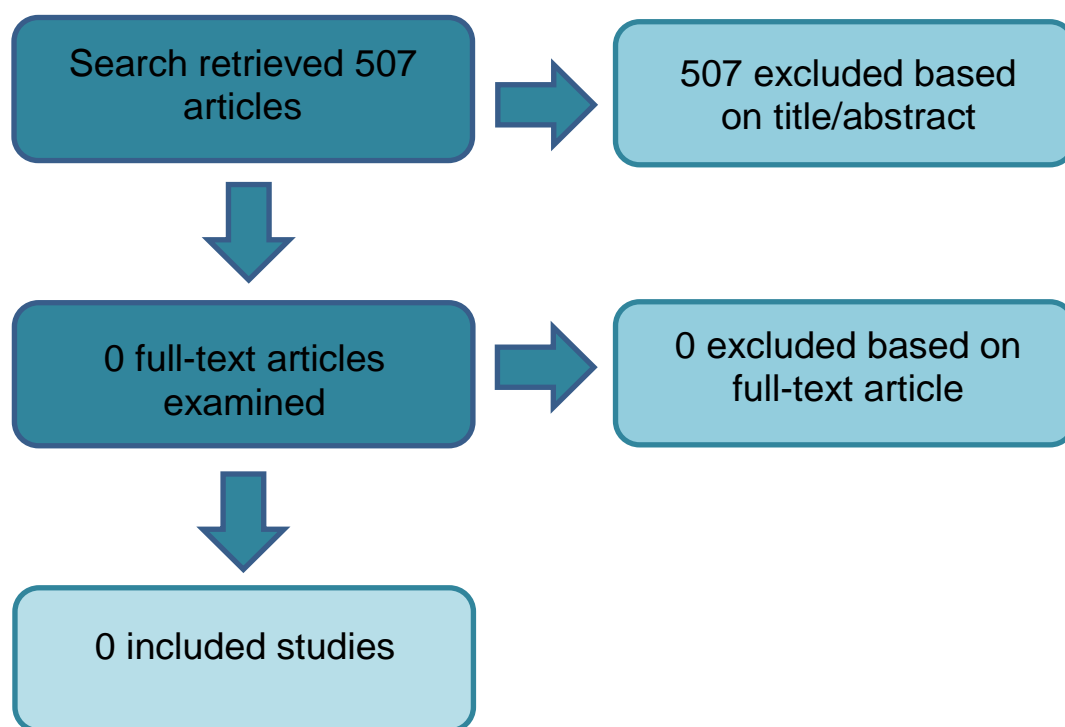 Search retrieved 507
articles
507 excluded based
on title/abstract
0 full-text articles
examined
0 excluded based on
full-text article
0 included studies